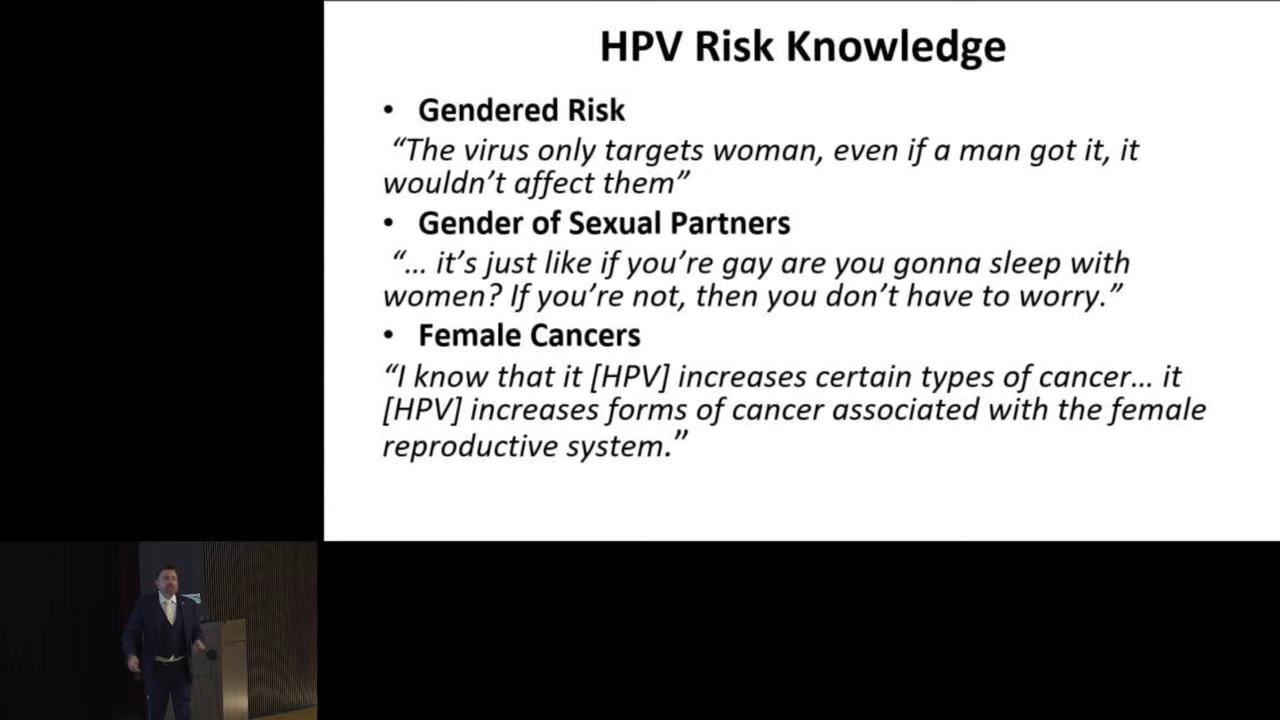 HPV Risk Knowledge
• Gendered Risk
“The virus only targets woman, even if a man got it, it
wouldn’t affect them”
• Gender of Sexual Partners
“... it’s just like if you’re gay are you gonna sleep with
women? If you’re not, then you don’t have to worry.”
• Female Cancers
“I know that it [HPV] increases certain types of cancer... it
[HPV] increases forms of cancer associated with the female
reproductive system.”